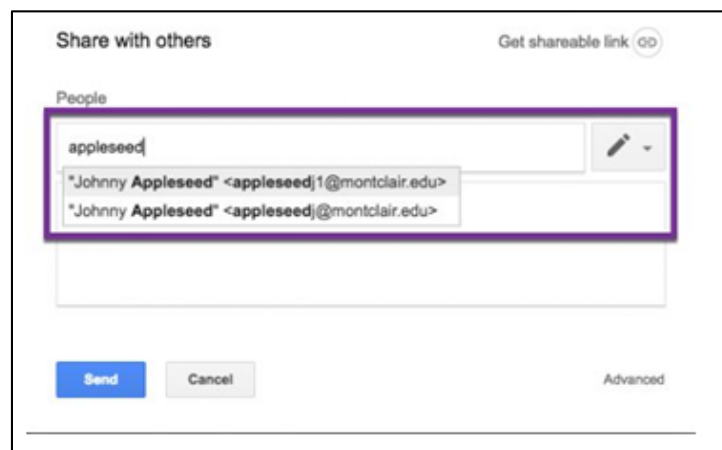 Share with others
Get shareable link
People
appleseed
"Johnny Appleseed" <appleseedj1@montclair.edu>
"Johnny Appleseed" <appleseedj@montclair.edu>
Send
Cancel
Advanced